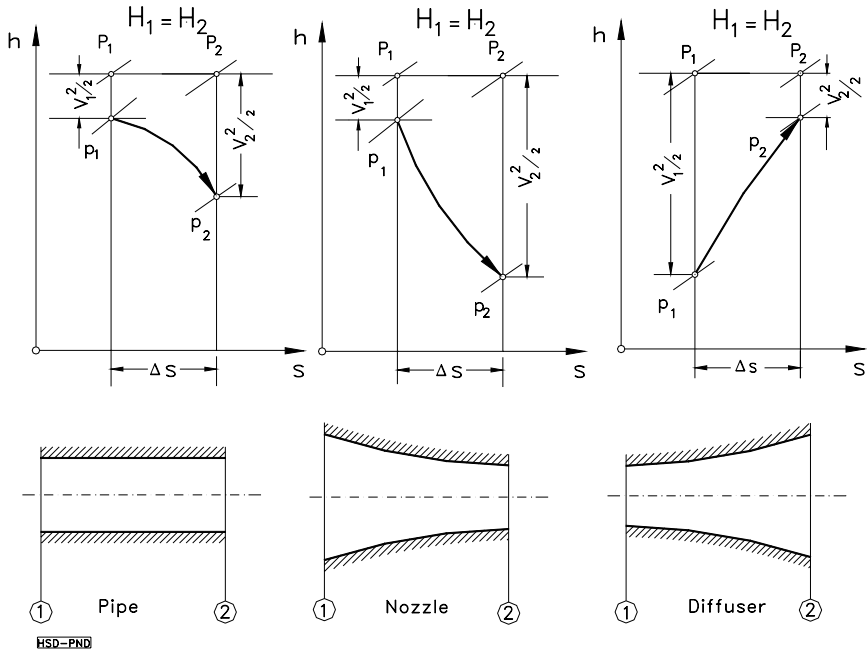 H₁ = H₂
h
P₁
P₂
V₁²/2
V₂²/2
p₁
p₂
Δs
s
H₁ = H₂
h
P₁
P₂
V₁²/2
V₂²/2
p₁
p₂
Δs
s
H₁ = H₂
h
P₁
P₂
V₁²/2
V₂²/2
p₁
p₂
Δs
s
1 Pipe 2
1 Nozzle 2
1 Diffuser 2
HSD-PND